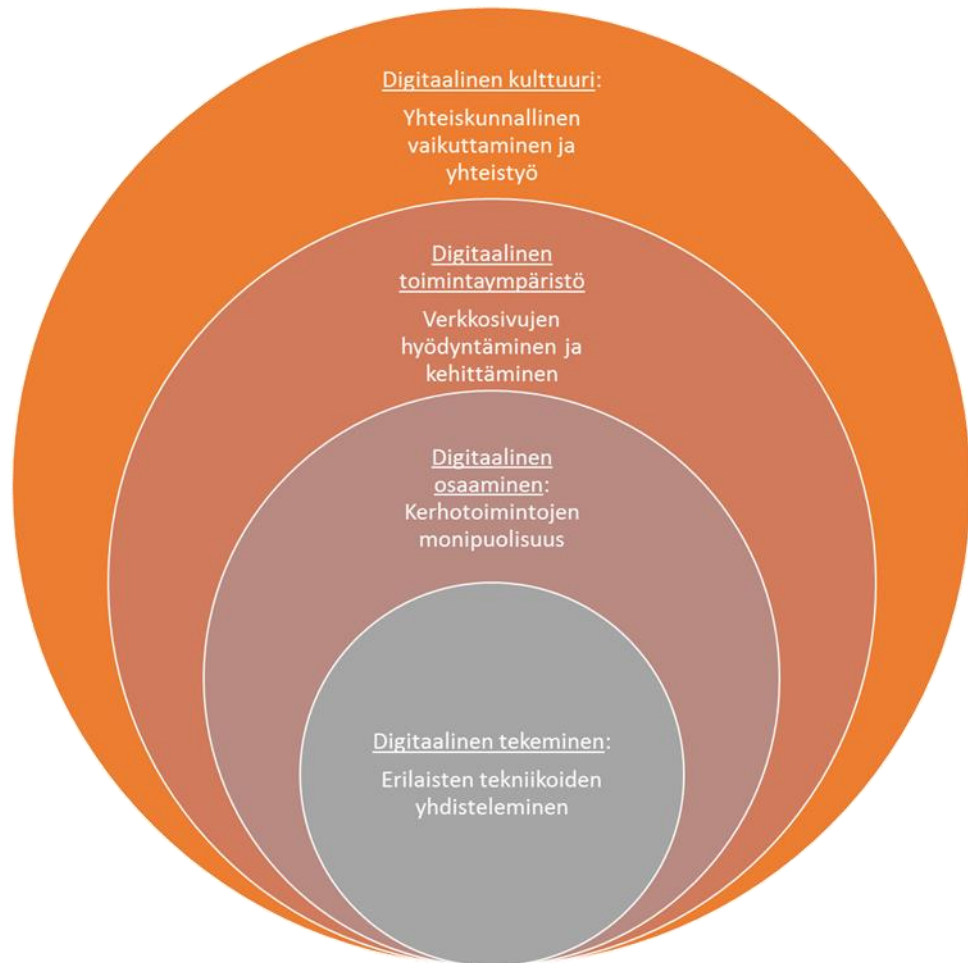 Digitaalinen kulttuuri:
Yhteiskunnallinen
vaikuttaminen ja
yhteistyö
Digitaalinen
toimintaympäristö
Verkkosivujen
hyödyntäminen ja
kehittäminen
Digitaalinen
osaaminen:
Kerhotoimintojen
monipuolisuus
Digitaalinen tekeminen:
Erilaisten tekniikoiden
yhdisteleminen